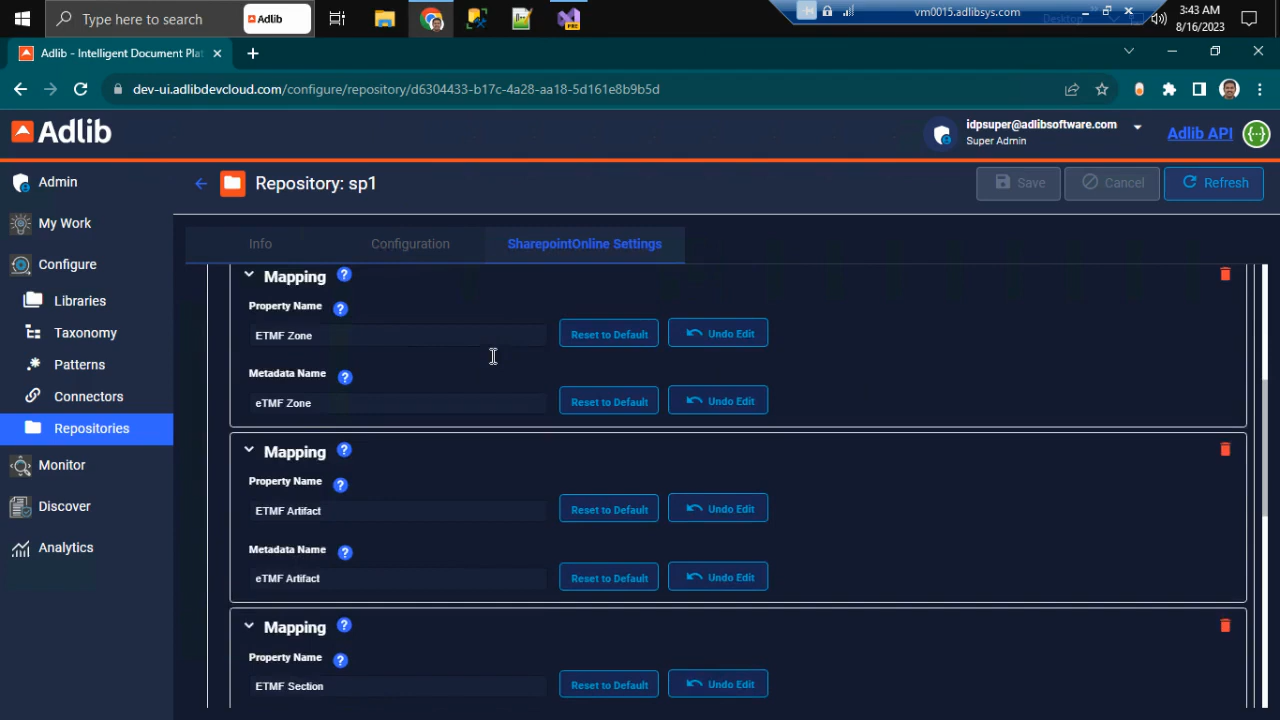 Type here to search
Adlib
vm0015.adlibsys.com
Desktop
3:43 AM
8/16/2023
Adlib - Intelligent Document Plat
dev-ui.adlibdevcloud.com/configure/repository/d6304433-b17c-4a28-aa18-5d161e8b9b5d
Adlib
idpsuper@adlibsoftware.com
Super Admin
Adlib API
Admin
My Work
Configure
Libraries
Taxonomy
Patterns
Connectors
Repositories
Monitor
Discover
Analytics
Repository: sp1
Save
Cancel
Refresh
Info
Configuration
SharepointOnline Settings
Mapping
Property Name
ETMF Zone
Reset to Default
Undo Edit
Metadata Name
eTMF Zone
Reset to Default
Undo Edit
Mapping
Property Name
ETMF Artifact
Reset to Default
Undo Edit
Metadata Name
eTMF Artifact
Reset to Default
Undo Edit
Mapping
Property Name
ETMF Section
Reset to Default
Undo Edit